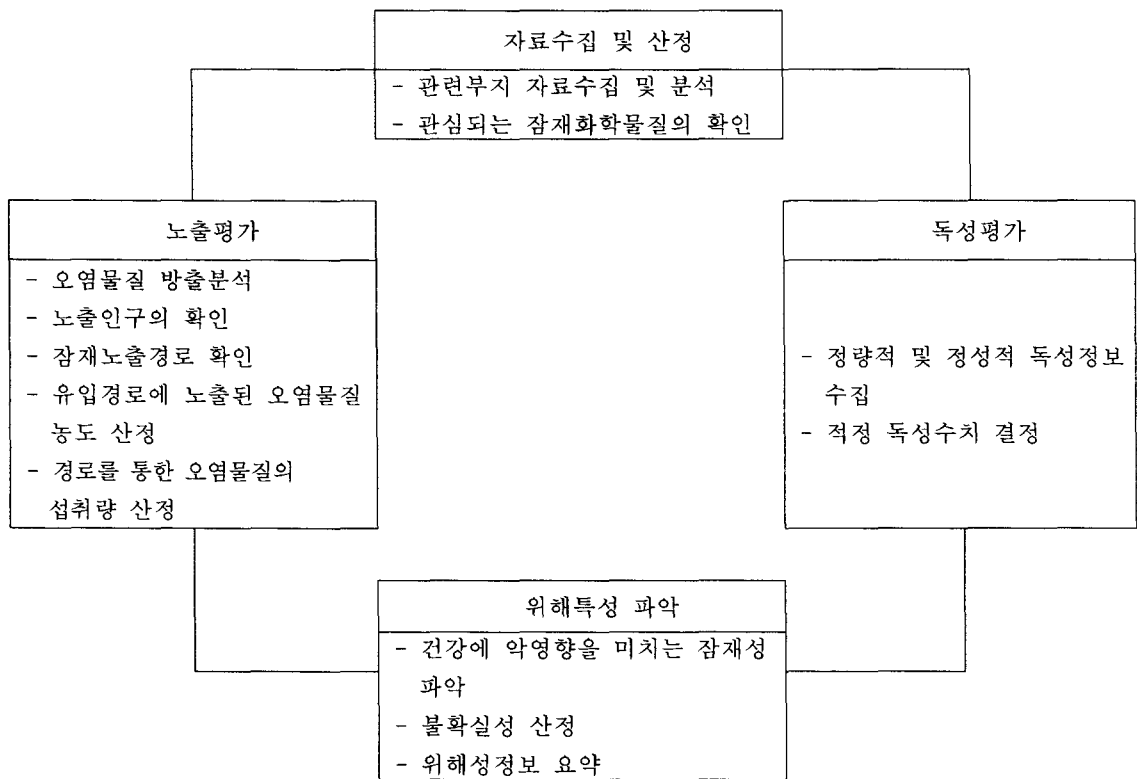 자료수집 및 산정
- 관련부지 자료수집 및 분석
- 관심되는 잠재화학물질의 확인
노출평가
- 오염물질 방출분석
- 노출인구의 확인
- 잠재노출경로 확인
- 유입경로에 노출된 오염물질
농도 산정
- 경로를 통한 오염물질의
섭취량 산정
독성평가
- 정량적 및 정성적 독성정보
수집
- 적정 독성수치 결정
위해특성 파악
- 건강에 악영향을 미치는 잠재성
파악
- 불확실성 산정
- 위해성정보 요약